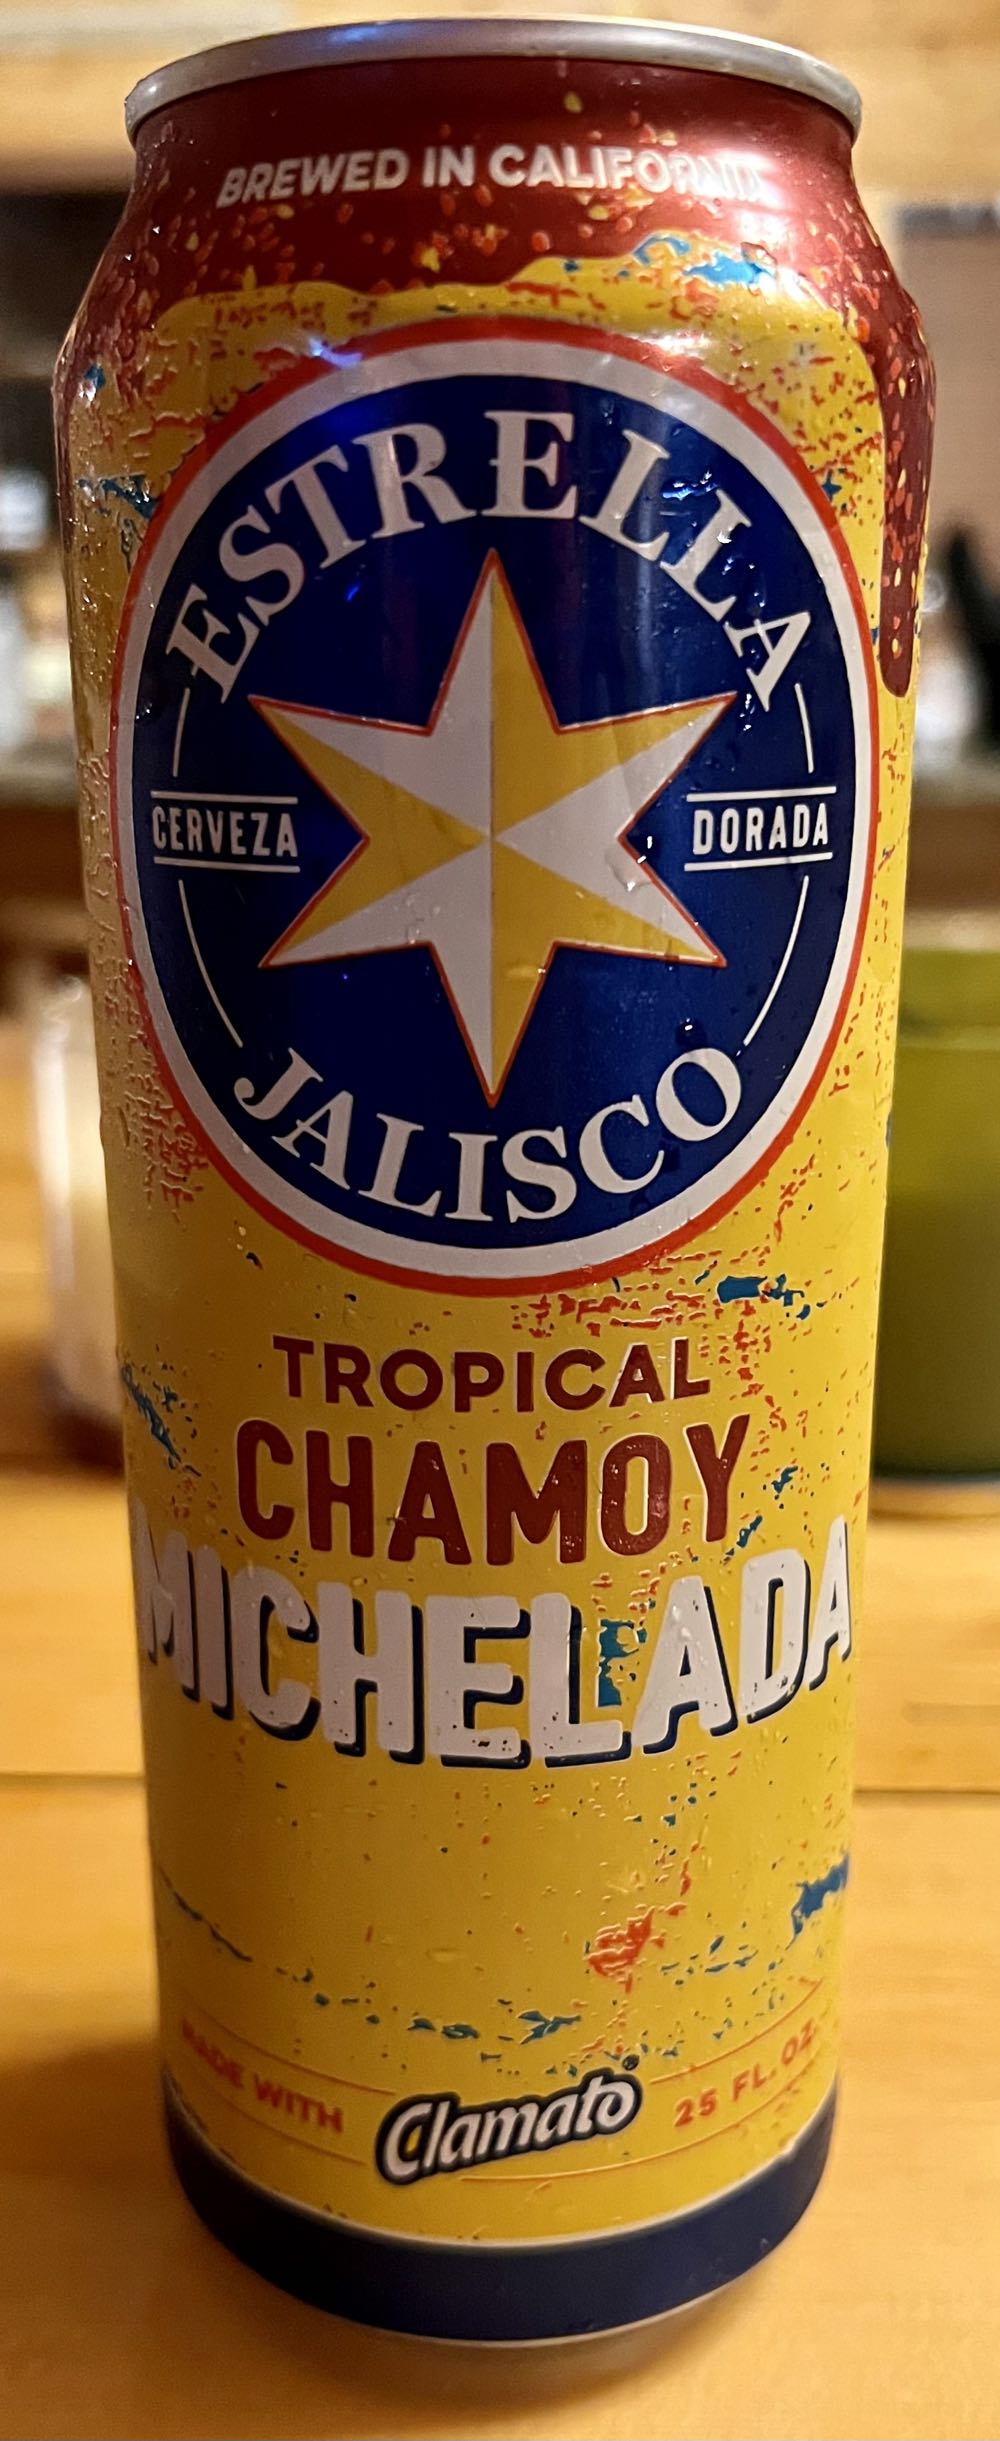 BREWED IN CALIFORNIA
ESTRELLA
CERVEZA DORADA
JALISCO
TROPICAL
CHAMOY
MICHELADA
MADE WITH Clamato® 25 FL. OZ.